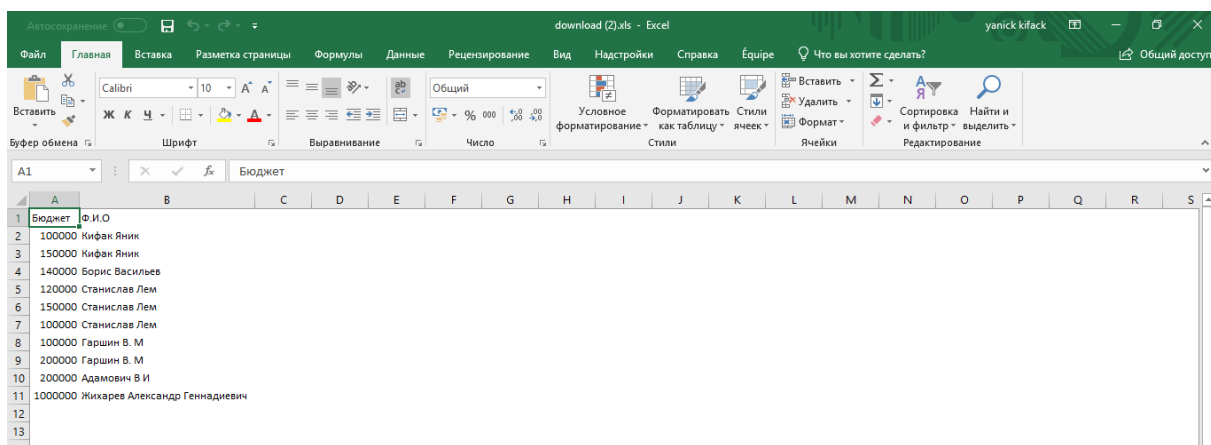 Автосохранение download (2).xls - Excel yanick kifack
Файл Главная Вставка Разметка страницы Формулы Данные Рецензирование Вид Надстройки Справка Équipe Что вы хотите сделать? Общий доступ
Вставить
Calibri 10
Ж К Ч
Общий
% 000
Условное форматирование
Форматировать как таблицу
Стили ячеек
Вставить
Удалить
Формат
Сортировка и фильтр
Найти и выделить
Буфер обмена Шрифт Выравнивание Число Стили Ячейки Редактирование
A1 fx Бюджет
A B C D E F G H I J K L M N O P Q R S
1 Бюджет Ф.И.О
2 100000 Кифак Яник
3 150000 Кифак Яник
4 140000 Борис Васильев
5 120000 Станислав Лем
6 150000 Станислав Лем
7 100000 Станислав Лем
8 100000 Гаршин В. М
9 200000 Гаршин В. М
10 200000 Адамович В И
11 1000000 Жихарев Александр Геннадиевич
12
13